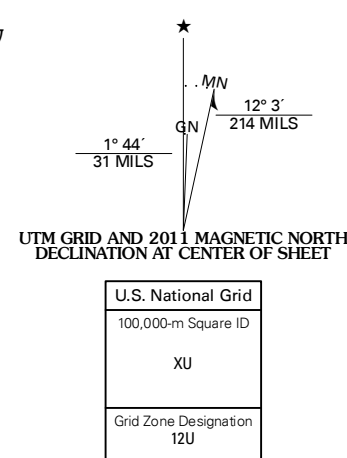 ★
MN
GN
12° 3´
214 MILS
1° 44´
31 MILS
UTM GRID AND 2011 MAGNETIC NORTH
DECLINATION AT CENTER OF SHEET
U.S. National Grid
100,000-m Square ID
XU
Grid Zone Designation
12U